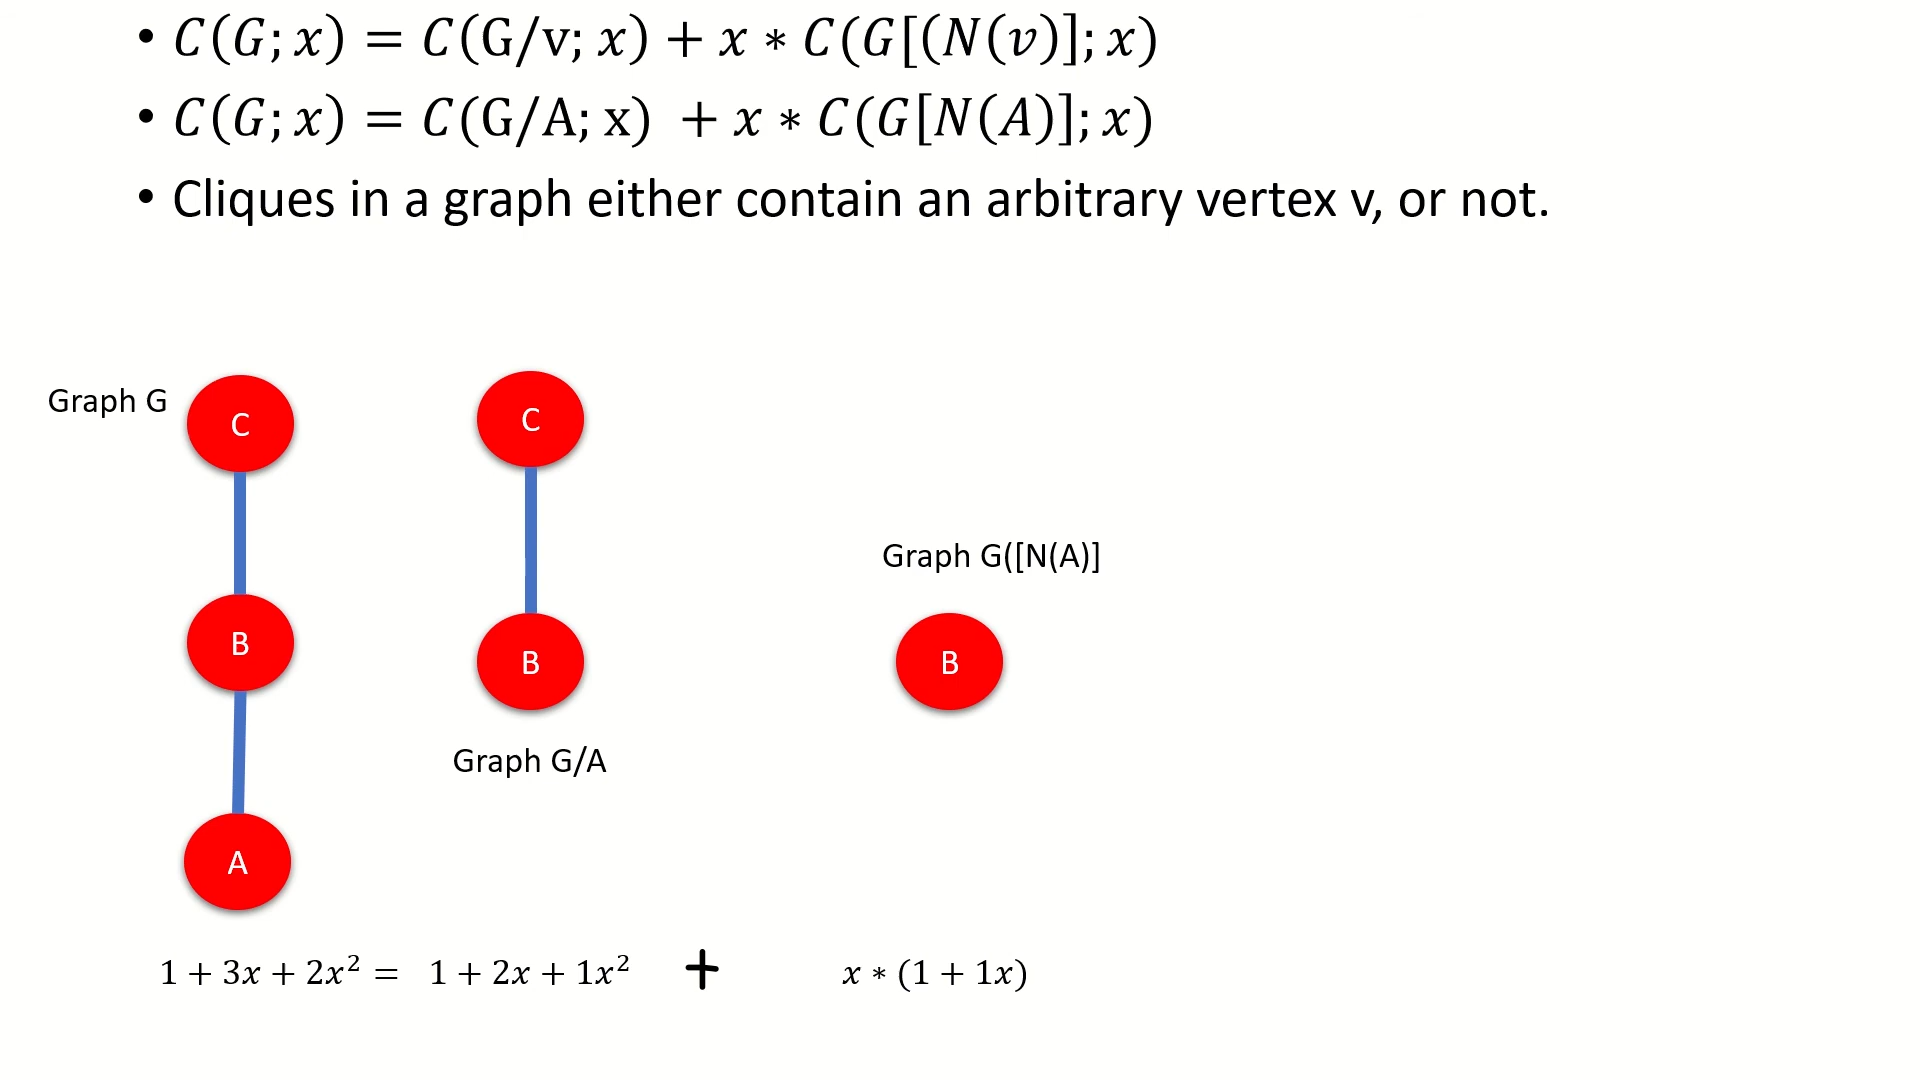 • C(G; x) = C(G/v; x) + x ∗ C(G[(N(v)]; x)
• C(G; x) = C(G/A; x) + x ∗ C(G[N(A)]; x)
• Cliques in a graph either contain an arbitrary vertex v, or not.
Graph G
C
B
A
C
B
Graph G/A
Graph G([N(A)]
B
1 + 3x + 2x² = 1 + 2x + 1x² + x ∗ (1 + 1x)